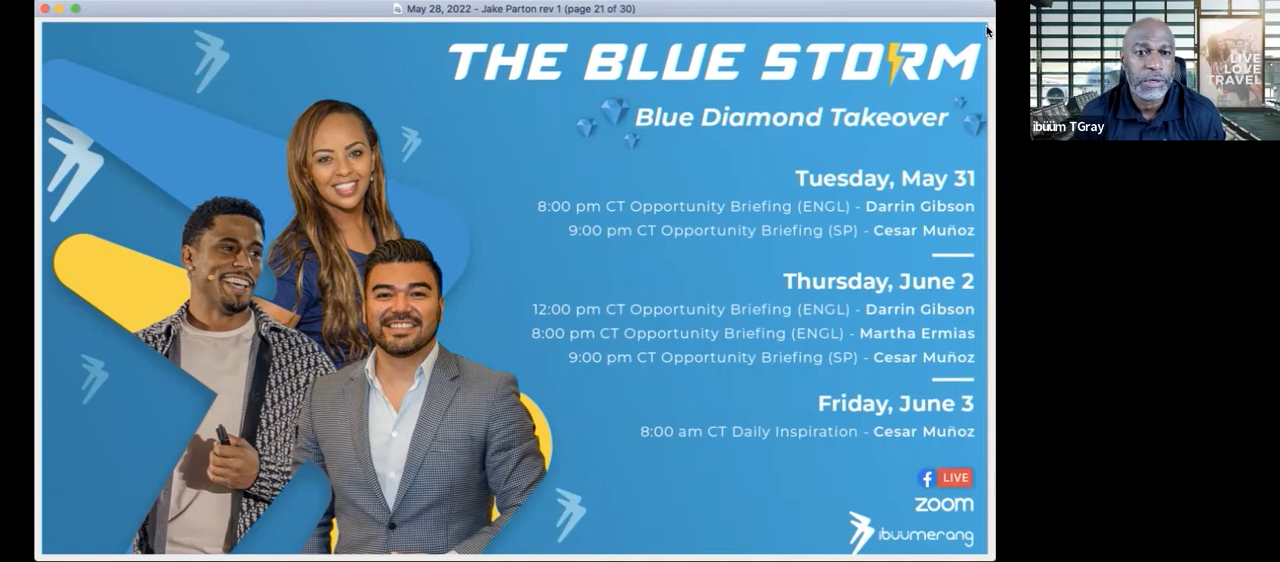 May 28, 2022 - Jake Parton rev 1 (page 21 of 30)
THE BLUE STORM
Blue Diamond Takeover
Tuesday, May 31
8:00 pm CT Opportunity Briefing (ENGL) - Darrin Gibson
9:00 pm CT Opportunity Briefing (SP) - Cesar Muñoz
Thursday, June 2
12:00 pm CT Opportunity Briefing (ENGL) - Darrin Gibson
8:00 pm CT Opportunity Briefing (ENGL) - Martha Ermias
9:00 pm CT Opportunity Briefing (SP) - Cesar Muñoz
Friday, June 3
8:00 am CT Daily Inspiration - Cesar Muñoz
f LIVE
zoom
ibuumerang
LIVE
LOVE
TRAVEL
ibüüm TGray